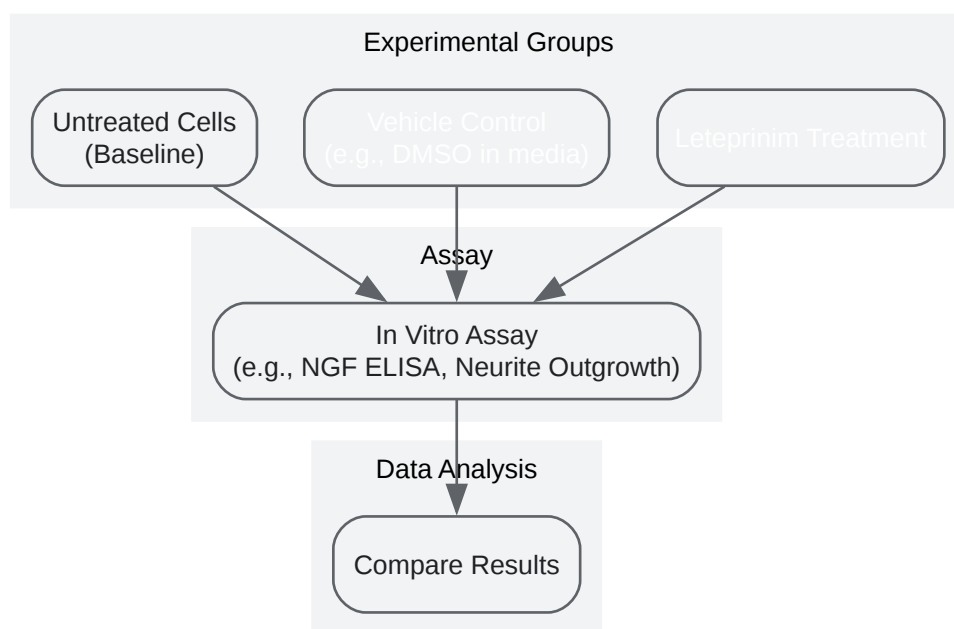 Experimental Groups
Untreated Cells
(Baseline)
Vehicle Control
(e.g., DMSO in media)
Leteprinim Treatment
Assay
In Vitro Assay
(e.g., NGF ELISA, Neurite Outgrowth)
Data Analysis
Compare Results